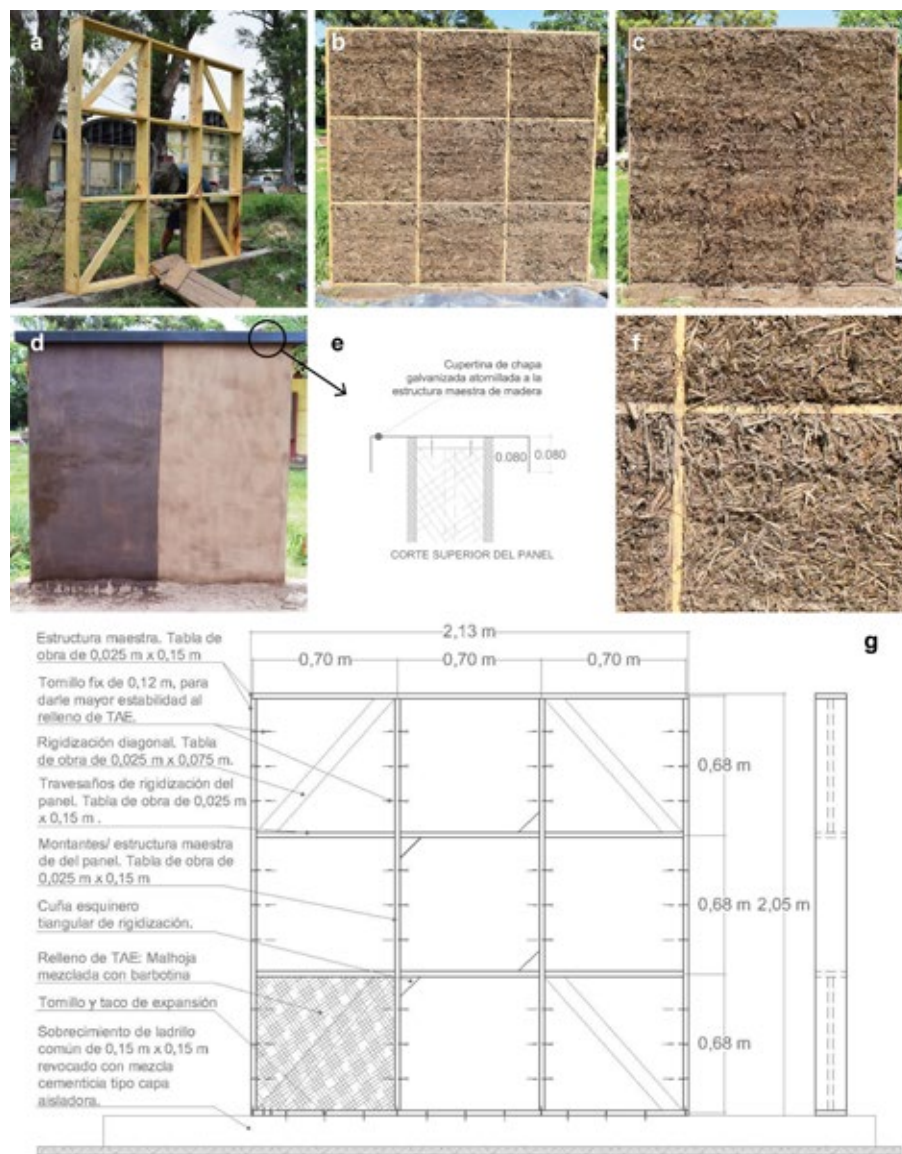 a
b
c
d
e
Cupertina de chapa
galvanizada atornillada a la
estructura maestra de madera
0.080
0.080
CORTE SUPERIOR DEL PANEL
f
g
Estructura maestra. Tabla de
obra de 0,025 m x 0,15 m
Tornillo fix de 0,12 m, para
darle mayor estabilidad al
relleno de TAE.
Rigidización diagonal. Tabla
de obra de 0,025 m x 0,075 m.
Travesaños de rigidización del
panel. Tabla de obra de 0,025 m
x 0,15 m .
Montantes/ estructura maestra
de del panel. Tabla de obra de
0,025 m x 0,15 m
Cuña esquinero
tiangular de rigidización.
Relleno de TAE: Malhoja
mezclada con barbotina
Tornillo y taco de expansión
Sobrecimiento de ladrillo
común de 0,15 m x 0,15 m
revocado con mezcla
cementicia tipo capa
aisladora.
2,13 m
0,70 m
0,70 m
0,70 m
0,68 m
0,68 m
2,05 m
0,68 m